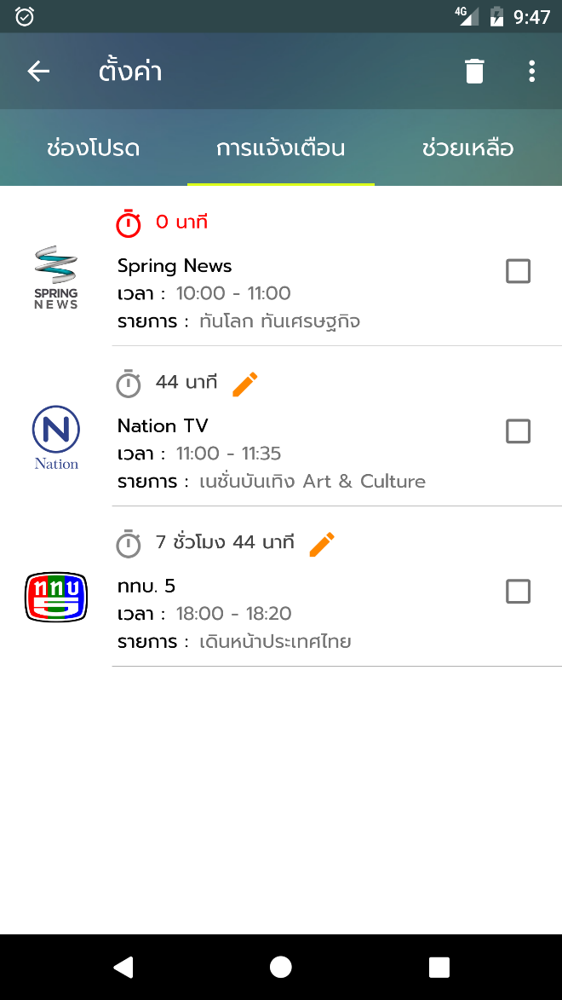 4G 9:47
ตั้งค่า
ช่องโปรด การแจ้งเตือน ช่วยเหลือ
0 นาที
SPRING
NEWS
Spring News
เวลา : 10:00 - 11:00
รายการ : ทันโลก ทันเศรษฐกิจ
44 นาที
N
Nation
Nation TV
เวลา : 11:00 - 11:35
รายการ : เนชั่นบันเทิง Art & Culture
7 ชั่วโมง 44 นาที
ททบ
5
ททบ. 5
เวลา : 18:00 - 18:20
รายการ : เดินหน้าประเทศไทย